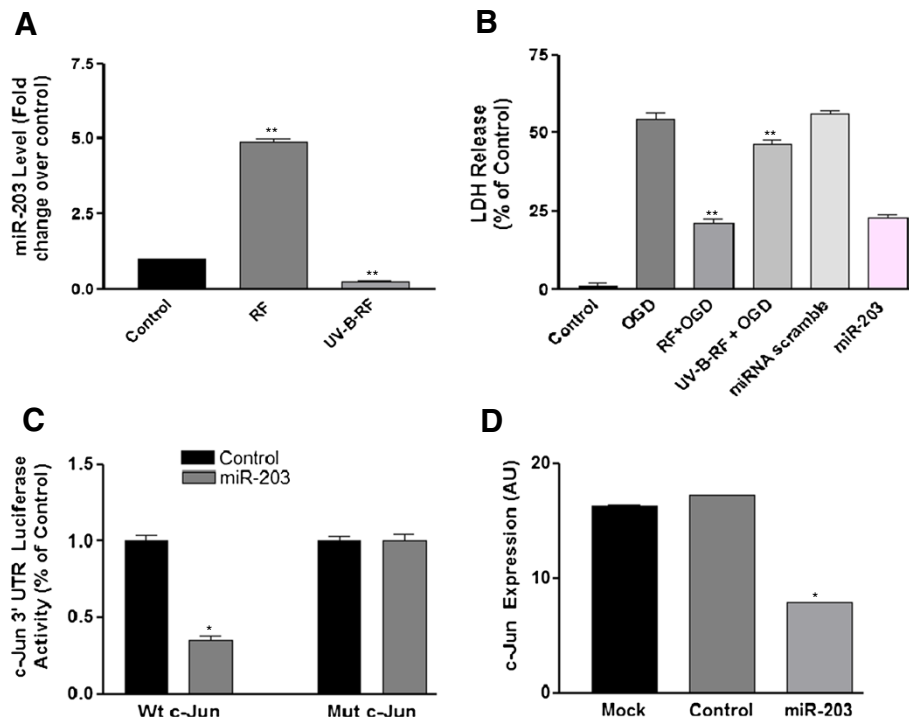 A
miR-203 Level (Fold
change over control)
7.5
5.0
2.5
0.0
**
**
Control
RF
UV-B-RF
B
LDH Release
(% of Control)
75
50
25
0
**
**
Control
OGD
RF+OGD
UV-B-RF + OGD
miRNA scramble
miR-203
C
c-Jun 3' UTR Luciferase
Activity (% of Control)
1.5
1.0
0.5
0.0
Control
miR-203
*
Wt c-Jun
Mut c-Jun
D
c-Jun Expression (AU)
20
10
0
*
Mock
Control
miR-203